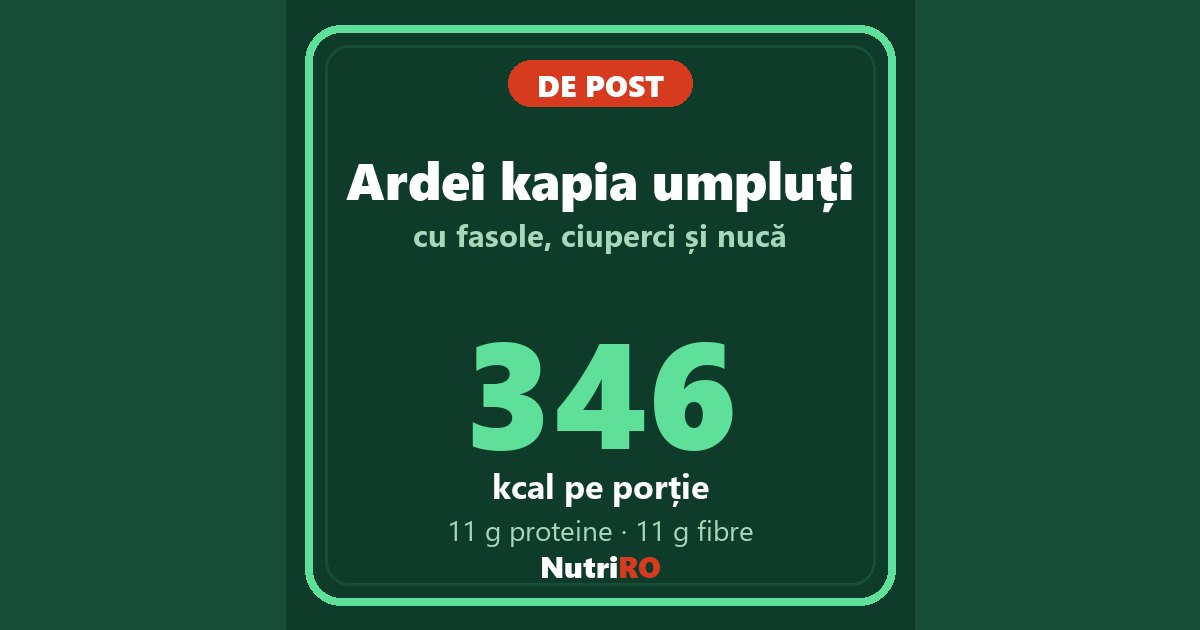 DE POST
Ardei kapia umpluți
cu fasole, ciuperci și nucă
346
kcal pe porție
11 g proteine · 11 g fibre
NutriRO